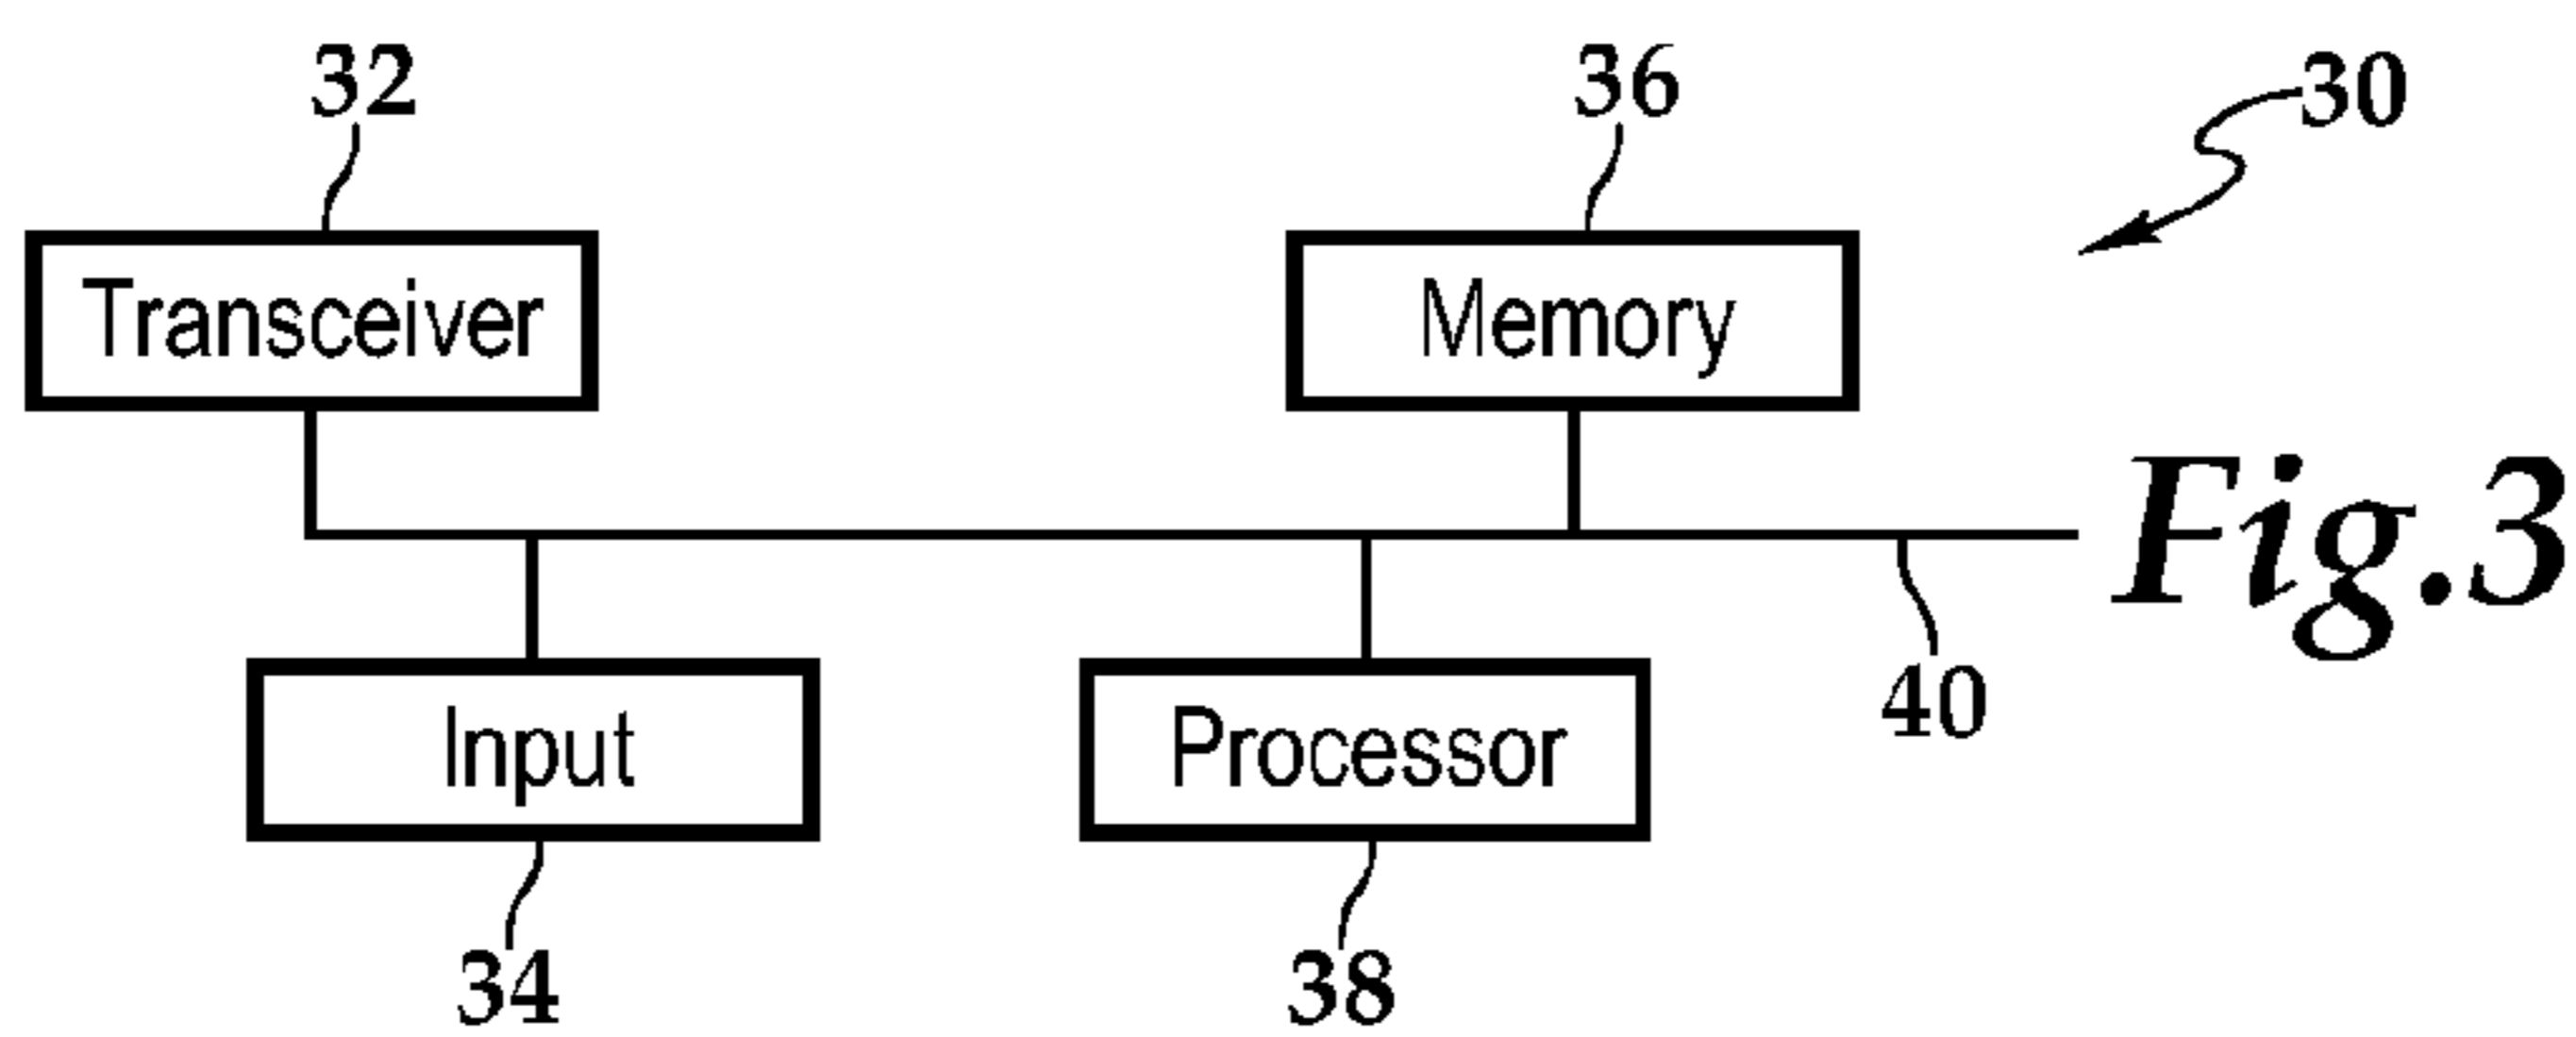 32
36
30
Transceiver
Memory
Fig.3
Input
Processor
40
34
38